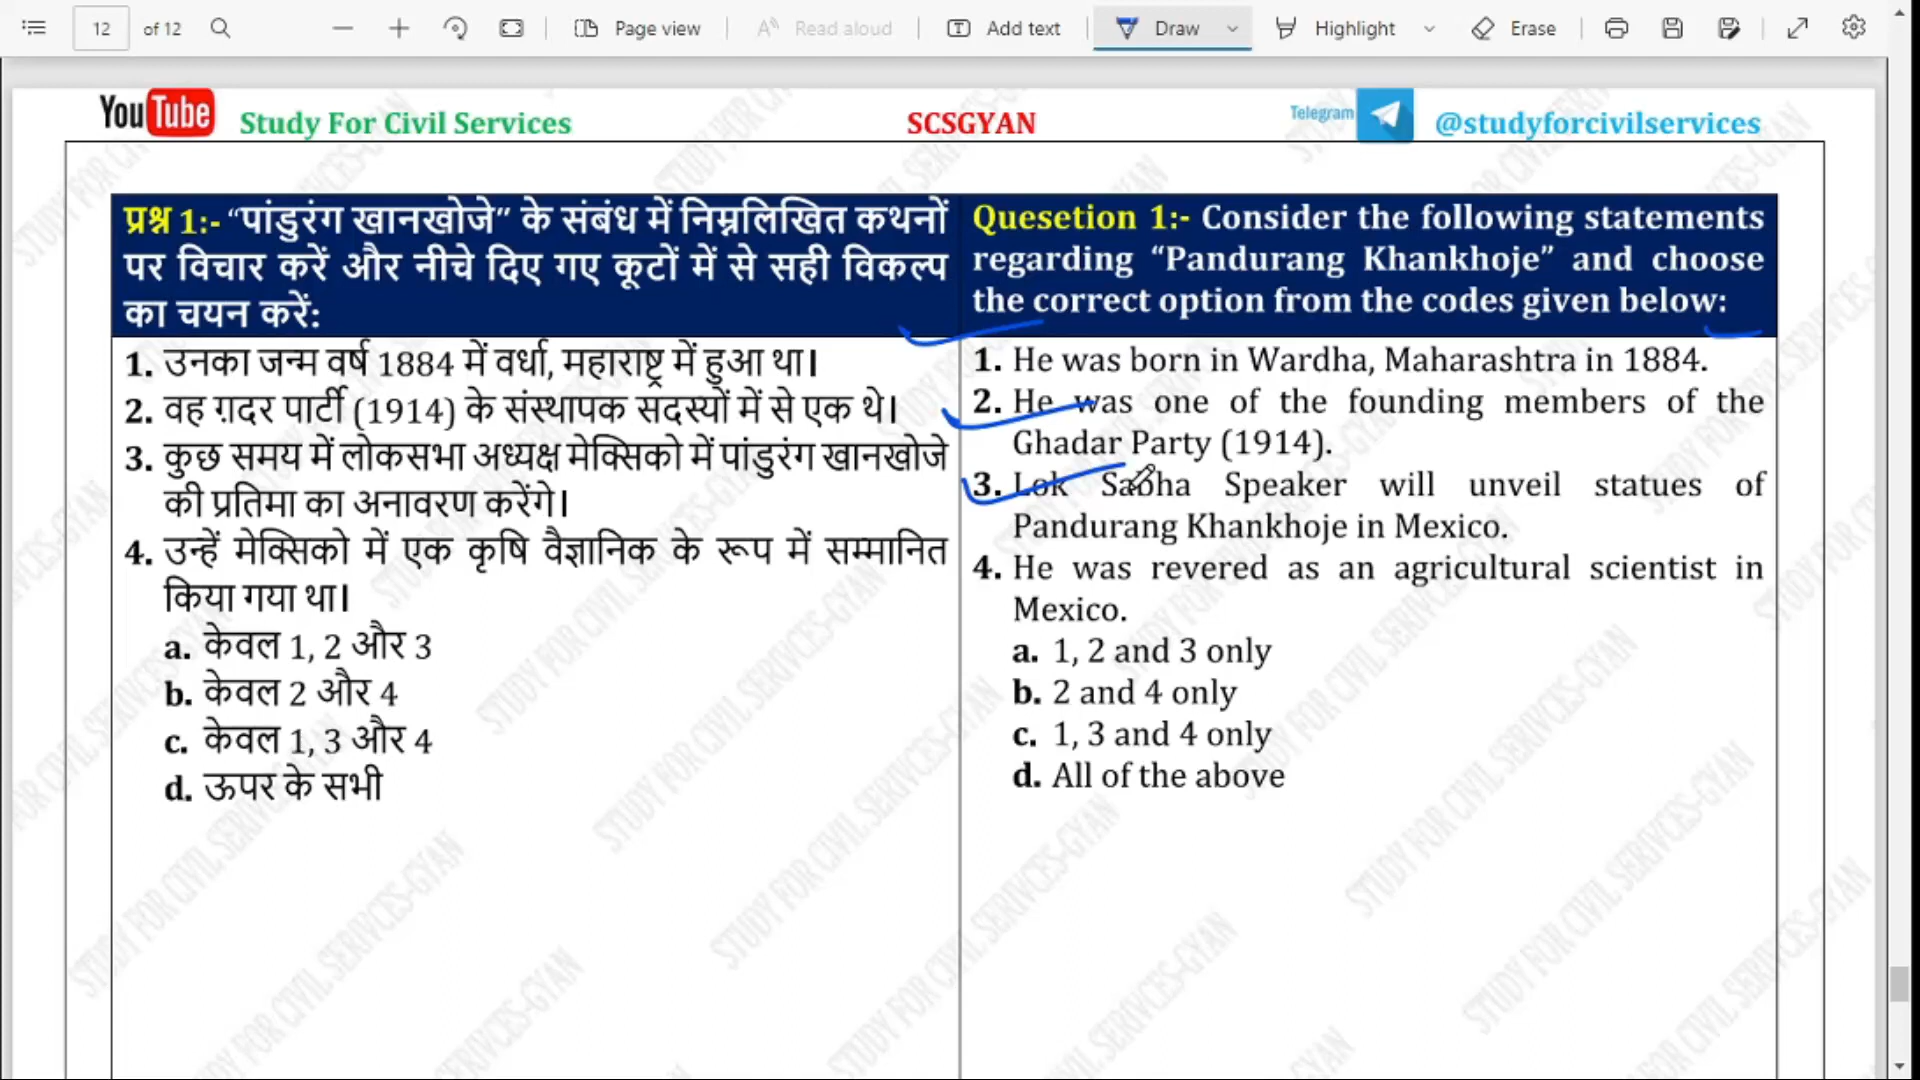 12 of 12 Page view Read aloud Add text Draw Highlight Erase
YouTube Study For Civil Services SCSGYAN Telegram @studyforcivilservices
प्रश्न 1:- “पांडुरंग खानखोजे” के संबंध में निम्नलिखित कथनों
पर विचार करें और नीचे दिए गए कूटों में से सही विकल्प
का चयन करें:
1. उनका जन्म वर्ष 1884 में वर्धा, महाराष्ट्र में हुआ था।
2. वह ग़दर पार्टी (1914) के संस्थापक सदस्यों में से एक थे।
3. कुछ समय में लोकसभा अध्यक्ष मेक्सिको में पांडुरंग खानखोजे
की प्रतिमा का अनावरण करेंगे।
4. उन्हें मेक्सिको में एक कृषि वैज्ञानिक के रूप में सम्मानित
किया गया था।
a. केवल 1, 2 और 3
b. केवल 2 और 4
c. केवल 1, 3 और 4
d. ऊपर के सभी
Quesetion 1:- Consider the following statements
regarding “Pandurang Khankhoje” and choose
the correct option from the codes given below:
1. He was born in Wardha, Maharashtra in 1884.
2. He was one of the founding members of the
Ghadar Party (1914).
3. Lok Sabha Speaker will unveil statues of
Pandurang Khankhoje in Mexico.
4. He was revered as an agricultural scientist in
Mexico.
a. 1, 2 and 3 only
b. 2 and 4 only
c. 1, 3 and 4 only
d. All of the above
STUDY FOR CIVIL SERIVCES-GYAN